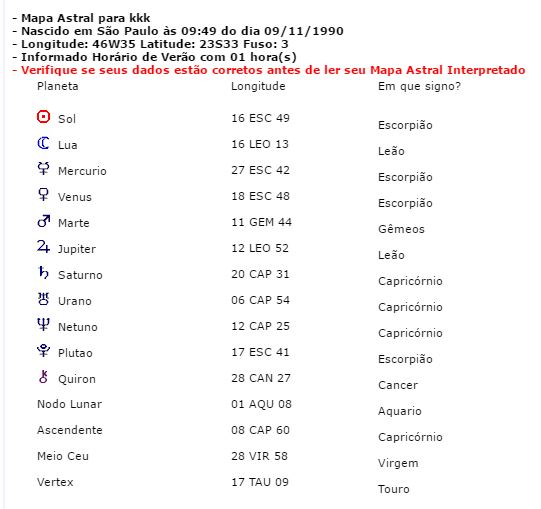 - Mapa Astral para kkk
- Nascido em São Paulo às 09:49 do dia 09/11/1990
- Longitude: 46W35 Latitude: 23S33 Fuso: 3
- Informado Horário de Verão com 01 hora(s)
- Verifique se seus dados estão corretos antes de ler seu Mapa Astral Interpretado
Planeta Longitude Em que signo?
Sol 16 ESC 49 Escorpião
Lua 16 LEO 13 Leão
Mercurio 27 ESC 42 Escorpião
Venus 18 ESC 48 Escorpião
Marte 11 GEM 44 Gêmeos
Jupiter 12 LEO 52 Leão
Saturno 20 CAP 31 Capricórnio
Urano 06 CAP 54 Capricórnio
Netuno 12 CAP 25 Capricórnio
Plutao 17 ESC 41 Escorpião
Quiron 28 CAN 27 Cancer
Nodo Lunar 01 AQU 08 Aquario
Ascendente 08 CAP 60 Capricórnio
Meio Ceu 28 VIR 58 Virgem
Vertex 17 TAU 09 Touro